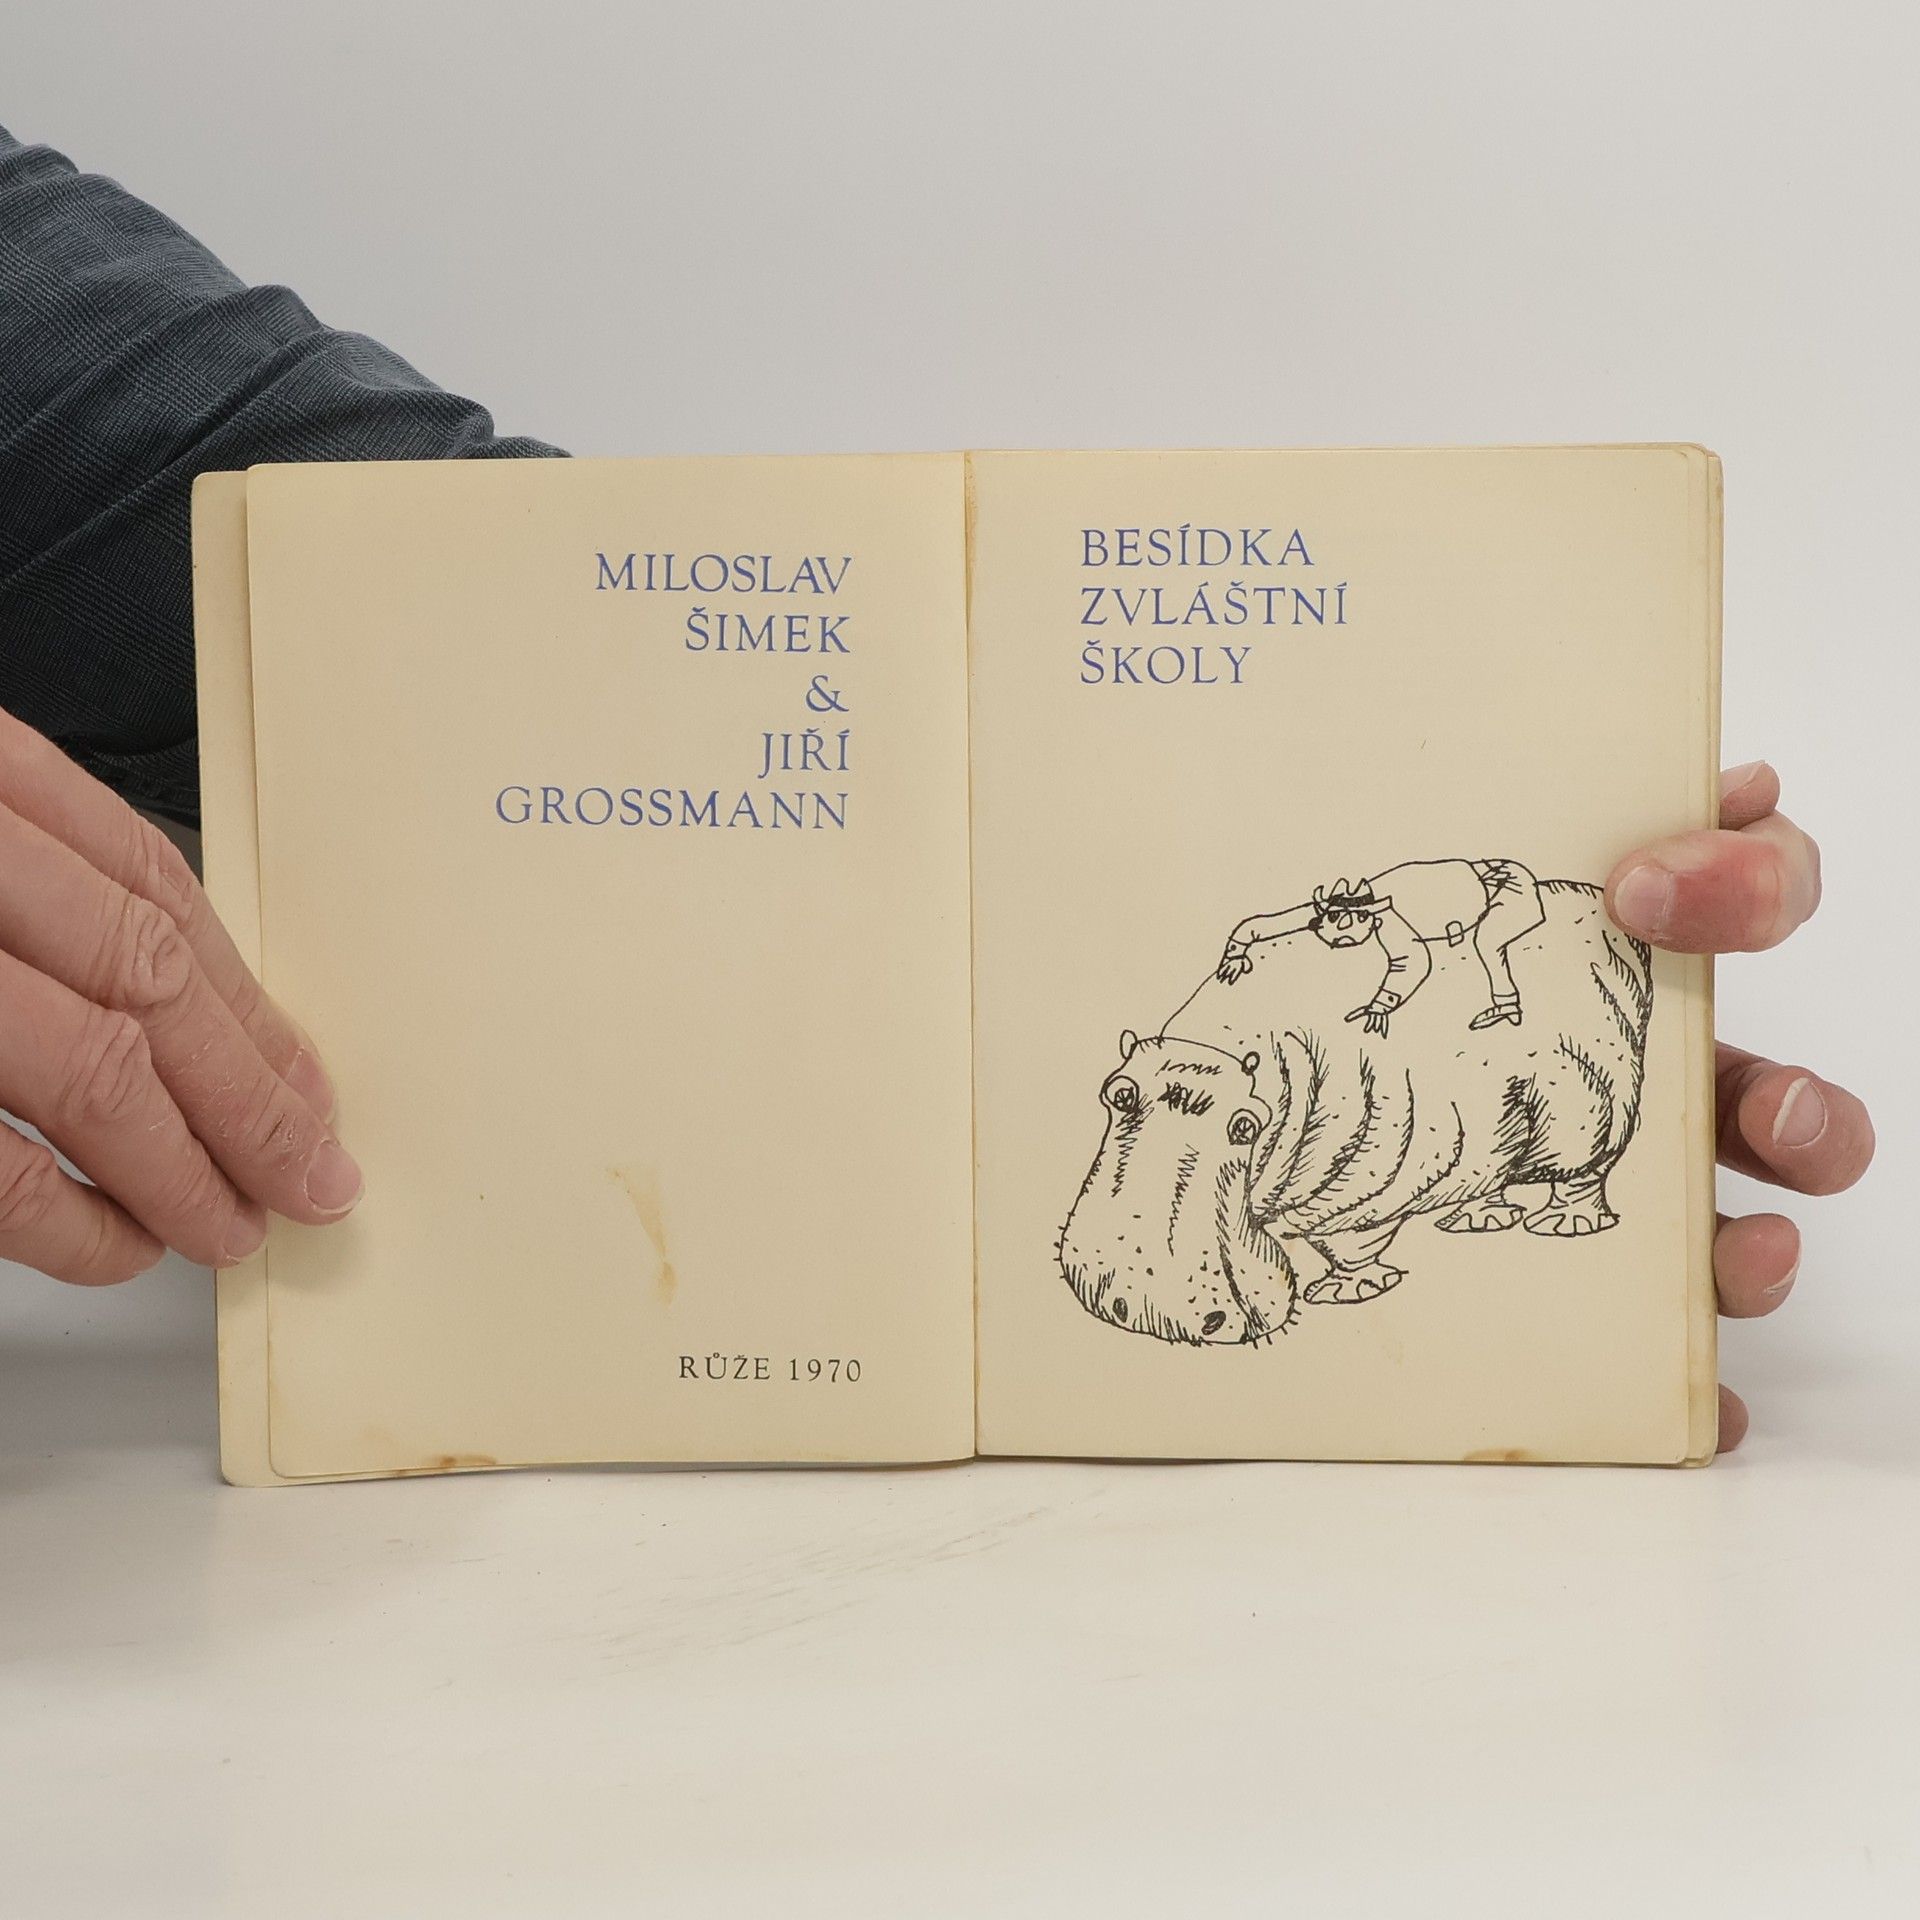 MILOSLAV
ŠIMEK
&
JIŘÍ
GROSSMANN
RŮŽE 1970
BESÍDKA
ZVLÁŠTNÍ
ŠKOLY